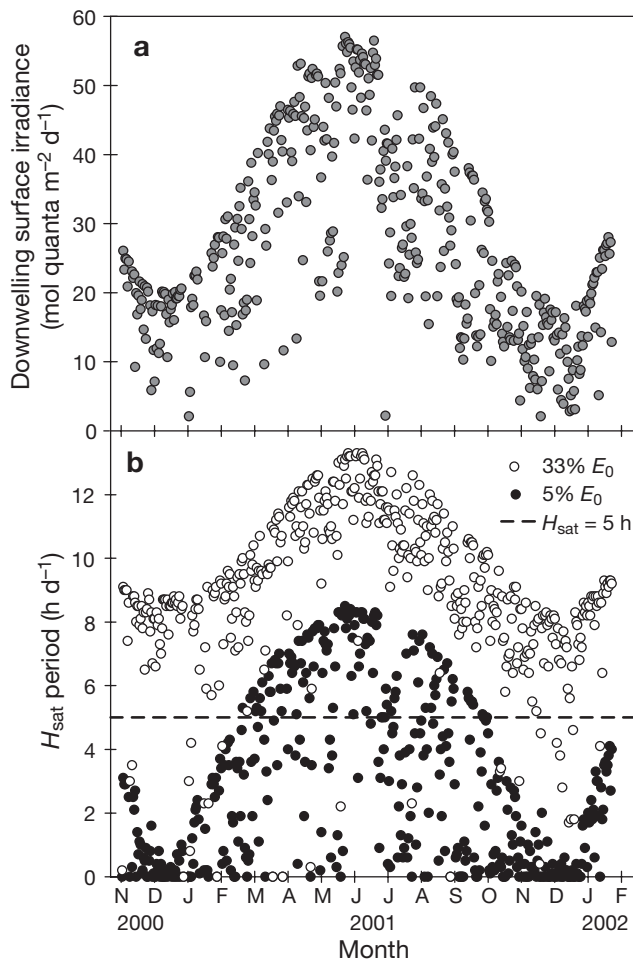 a
60
50
40
30
20
10
0
Downwelling surface irradiance
(mol quanta m⁻² d⁻¹)
b
33% E₀
5% E₀
H_sat = 5 h
12
10
8
6
4
2
0
H_sat period (h d⁻¹)
N D J F M A M J J A S O N D J F
2000 2001 2002
Month